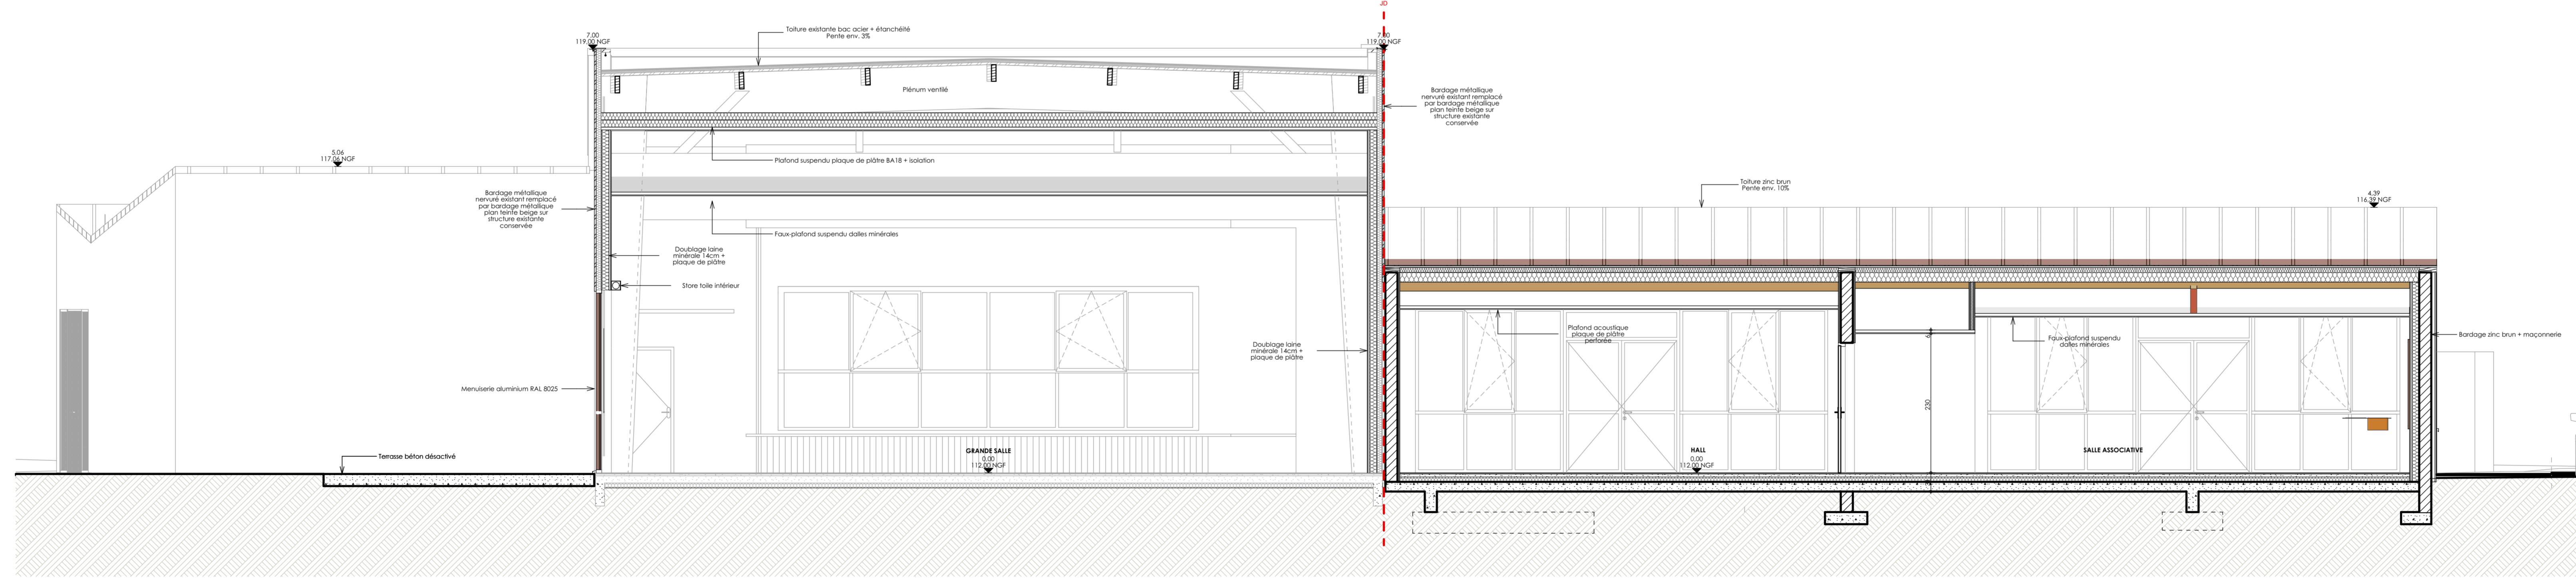 JD
Toiture existante bac acier + étanchéité
Pente env. 3%
7.00
119.00 NGF
7.00
119.00 NGF
Plénum ventilé
Bardage métallique
nervuré existant remplacé
par bardage métallique
plan teinte beige sur
structure existante
conservée
5.06
117.06 NGF
Plafond suspendu plaque de plâtre BA18 + isolation
Toiture zinc brun
Pente env. 10%
4.39
116.39 NGF
Bardage métallique
nervuré existant remplacé
par bardage métallique
plan teinte beige sur
structure existante
conservée
Faux-plafond suspendu dalles minérales
Doublage laine
minérale 14cm +
plaque de plâtre
Store toile intérieur
Plafond acoustique
plaque de plâtre
perforée
Faux-plafond suspendu
dalles minérales
Bardage zinc brun + maçonnerie
Doublage laine
minérale 14cm +
plaque de plâtre
Menuiserie aluminium RAL 8025
230
Terrasse béton désactivé
GRANDE SALLE
0.00
112.00 NGF
HALL
0.00
112.00 NGF
SALLE ASSOCIATIVE